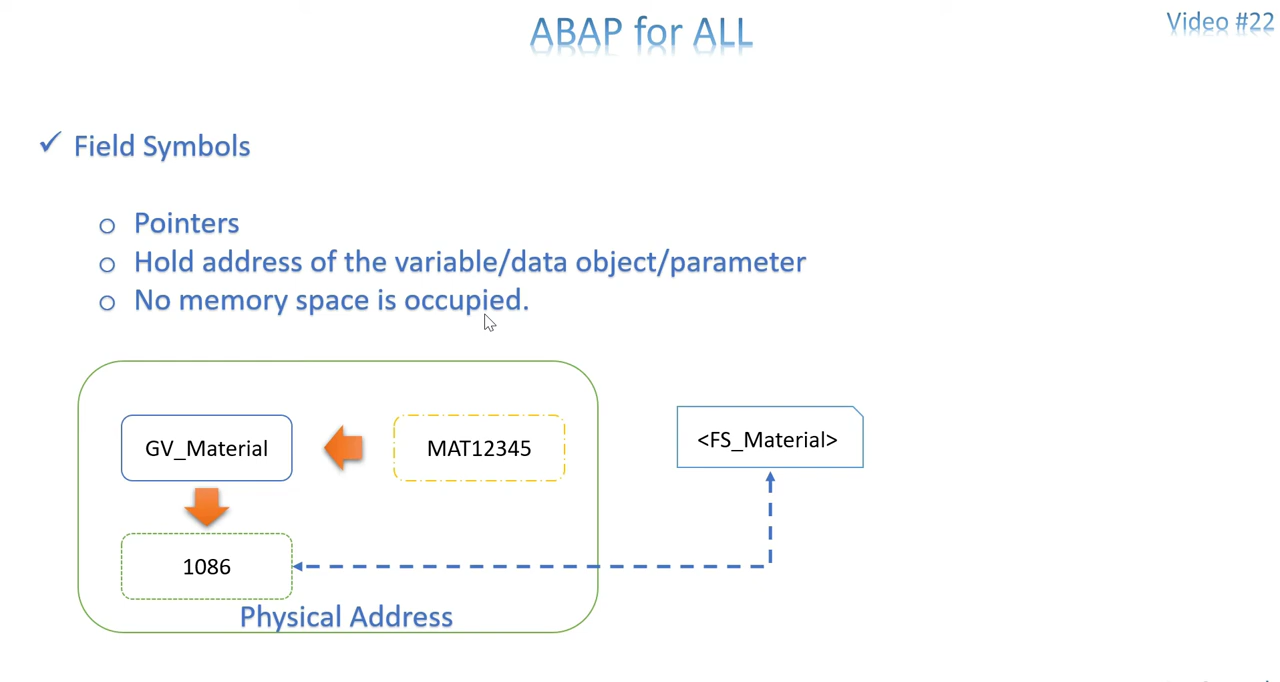 ABAP for ALL
Video #22
Field Symbols
Pointers
Hold address of the variable/data object/parameter
No memory space is occupied.
GV_Material
MAT12345
<FS_Material>
1086
Physical Address